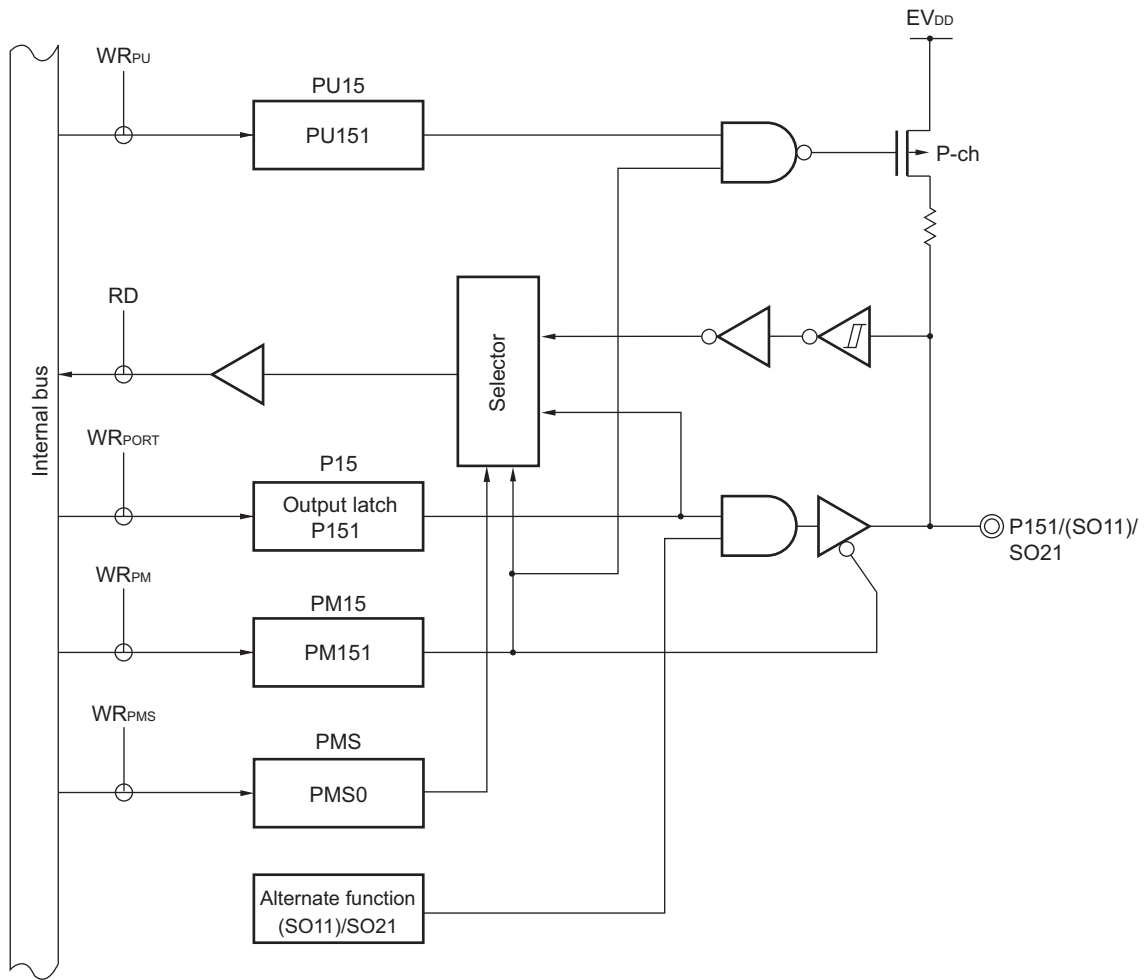 EVDD
WRPU
PU15
PU151
P-ch
RD
Selector
Internal bus
WRPORT
P15
Output latch
P151
P151/(SO11)/
SO21
WRPM
PM15
PM151
WRPMS
PMS
PMS0
Alternate function
(SO11)/SO21